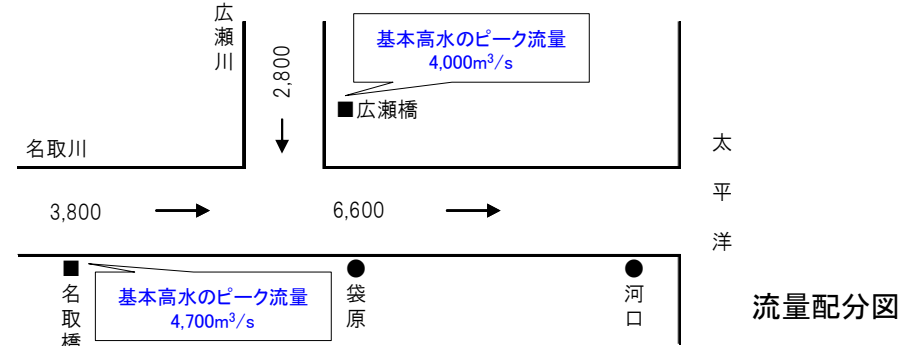 広瀬川
2,800
基本高水のピーク流量
4,000m³/s
■広瀬橋
名取川
太平洋
3,800
6,600
名取橋
基本高水のピーク流量
4,700m³/s
袋原
河口
流量配分図